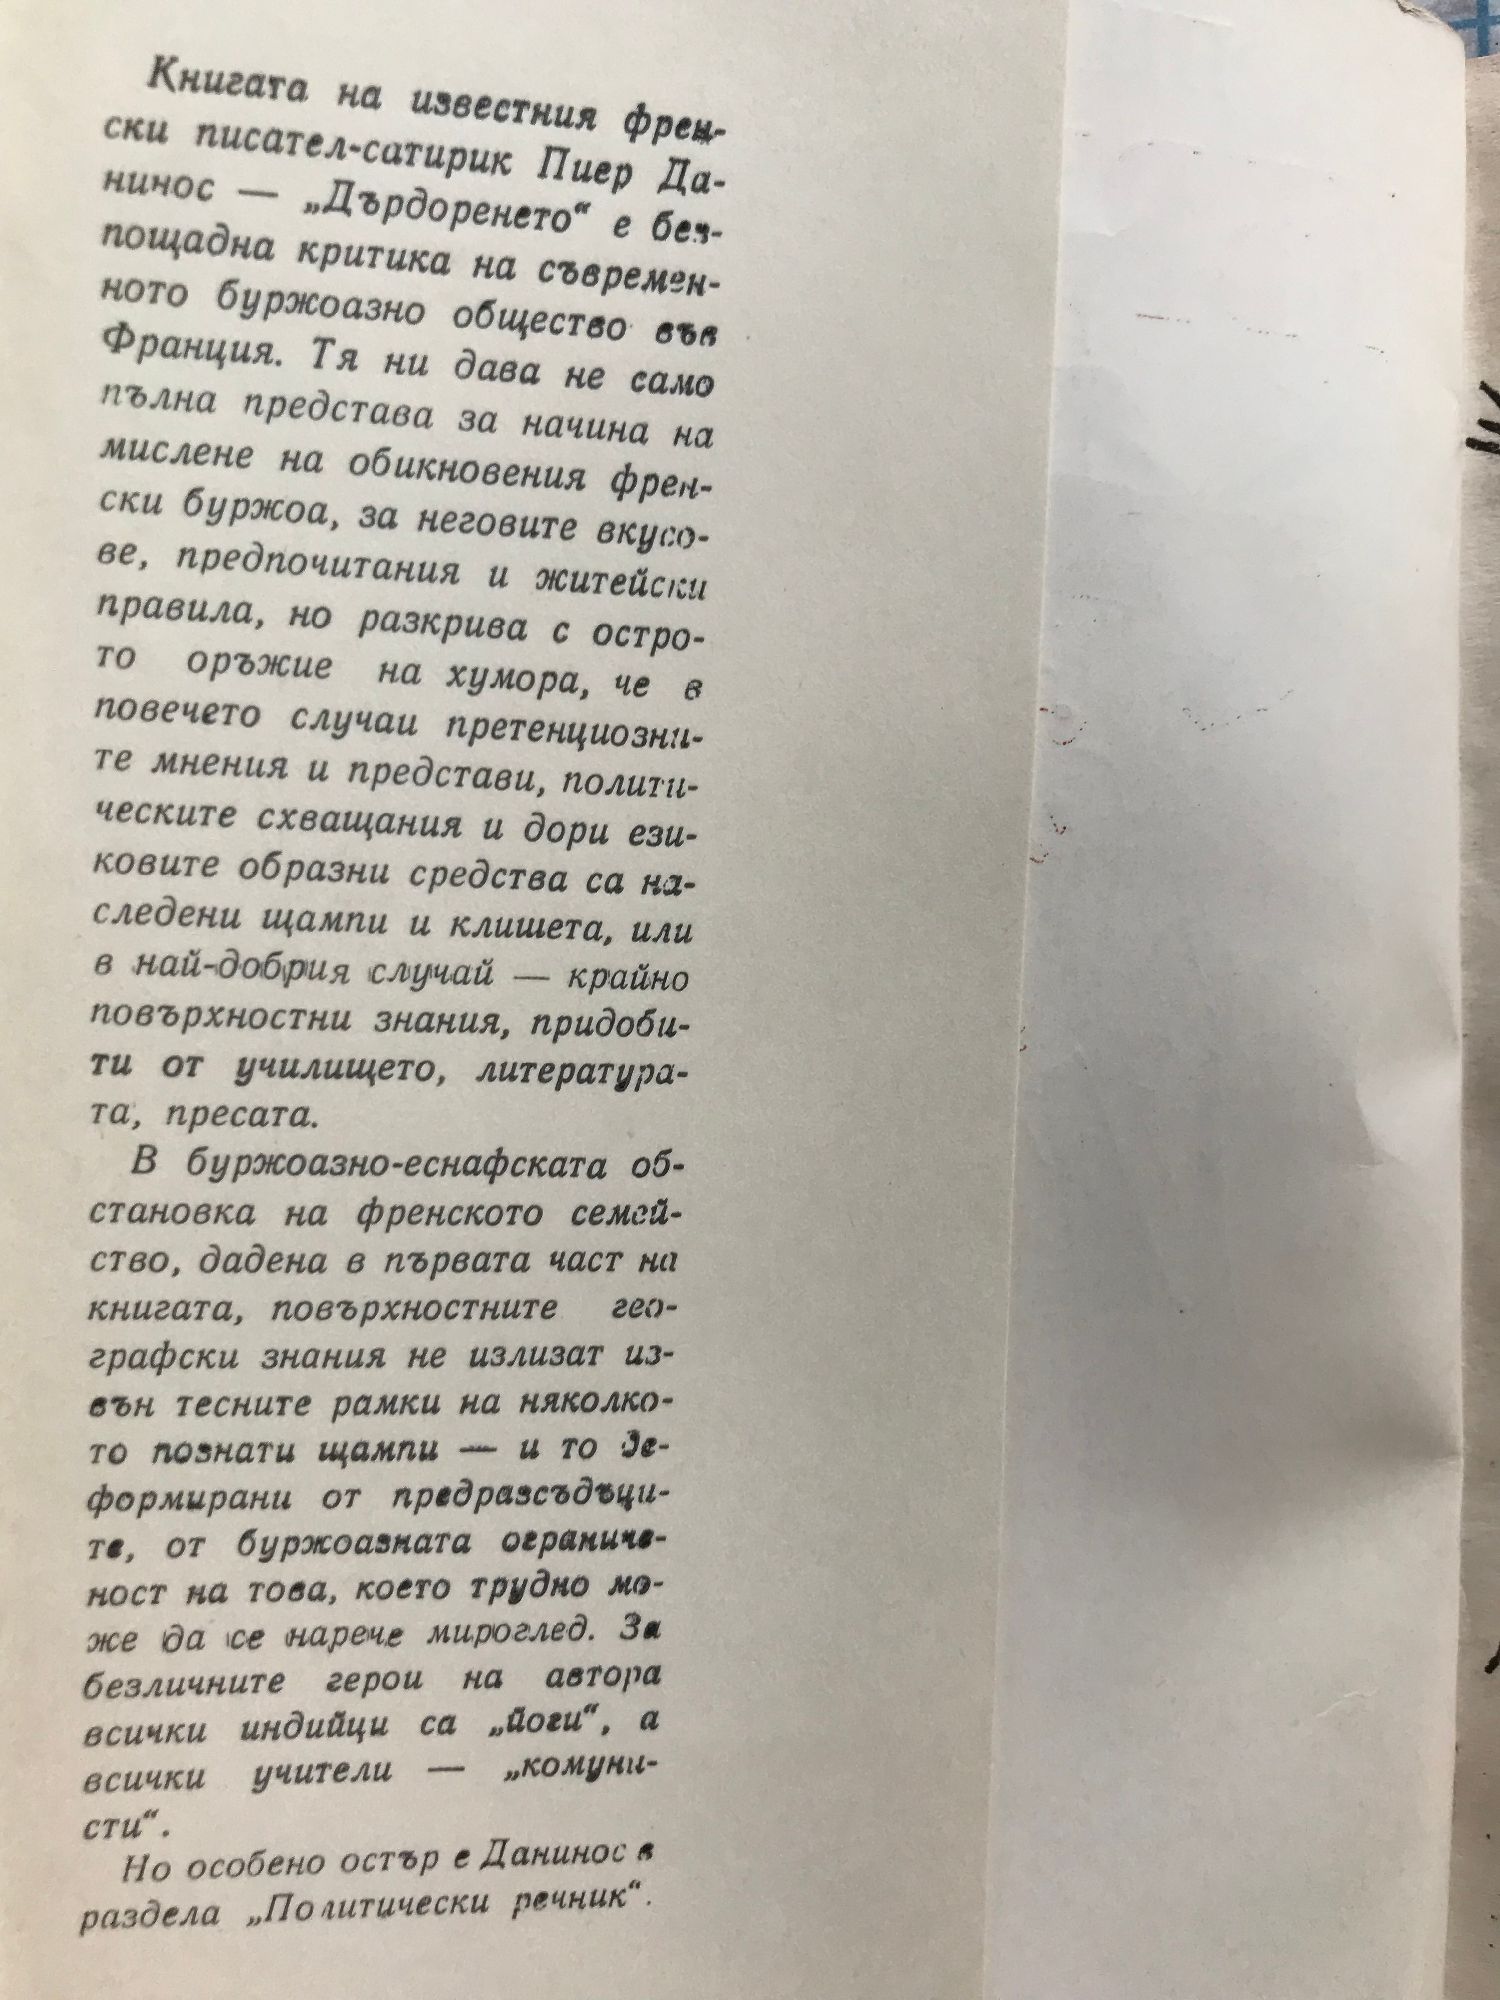 Книгата на известния френ-
ски писател-сатирик Пиер Да-
нинос — „Дърдоренето“ е без-
пощадна критика на съвремен-
ното буржоазно общество във
Франция. Тя ни дава не само
пълна представа за начина на
мислене на обикновения френ-
ски буржоа, за неговите вкусо-
ве, предпочитания и житейски
правила, но разкрива с остро-
то оръжие на хумора, че в
повечето случаи претенциозни-
те мнения и представи, полити-
ческите схващания и дори ези-
ковите образни средства са на-
следени щампи и клишета, или
в най-добрия случай — крайно
повърхностни знания, придоби-
ти от училището, литература-
та, пресата.
В буржоазно-еснафската об-
становка на френското семей-
ство, дадена в първата част на
книгата, повърхностните гео-
графски знания не излизат из-
вън тесните рамки на няколко-
то познати щампи — и то де-
формирани от предразсъдъци-
те, от буржоазната ограниче-
ност на това, което трудно мо-
же да се нарече мироглед. За
безличните герои на автора
всички индийци са „йоги“, а
всички учители — „комуни-
сти“.
Но особено остър е Данинос в
раздела „Политически речник“.